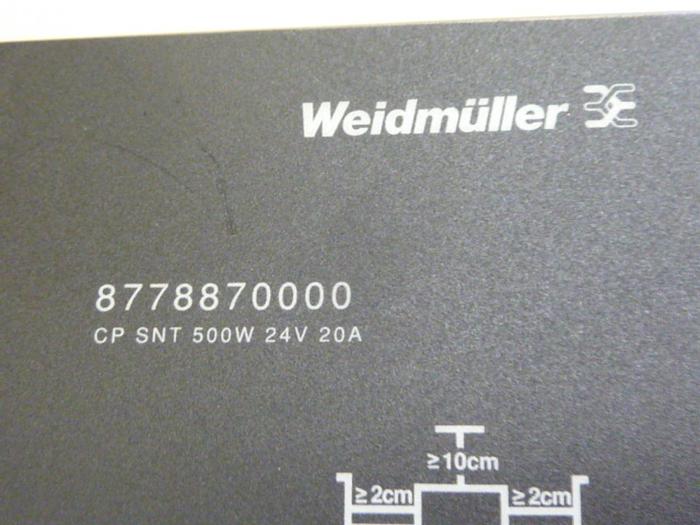 Weidmüller
8778870000
CP SNT 500W 24V 20A
≥10cm
≥2cm ≥2cm